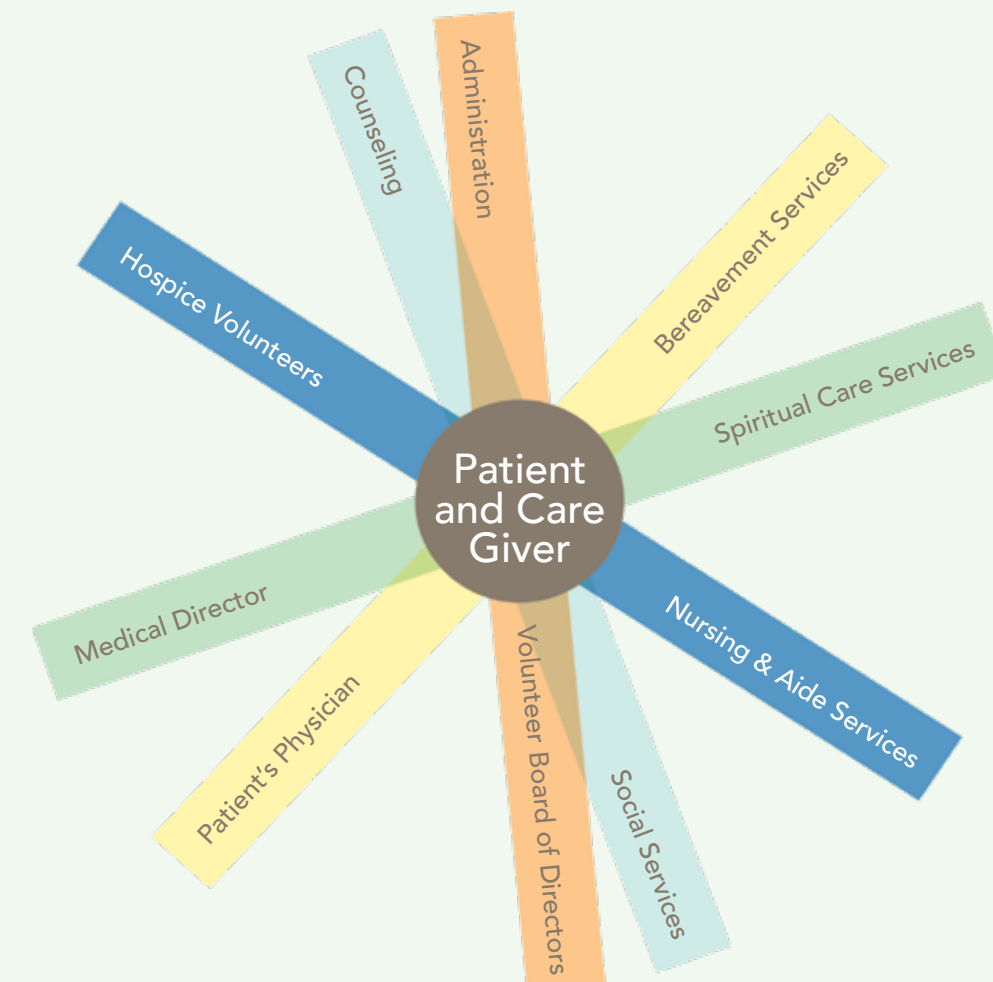 Counseling
Administration
Bereavement Services
Hospice Volunteers
Spiritual Care Services
Patient
and Care
Giver
Medical Director
Nursing & Aide Services
Patient’s Physician
Volunteer Board of Directors
Social Services